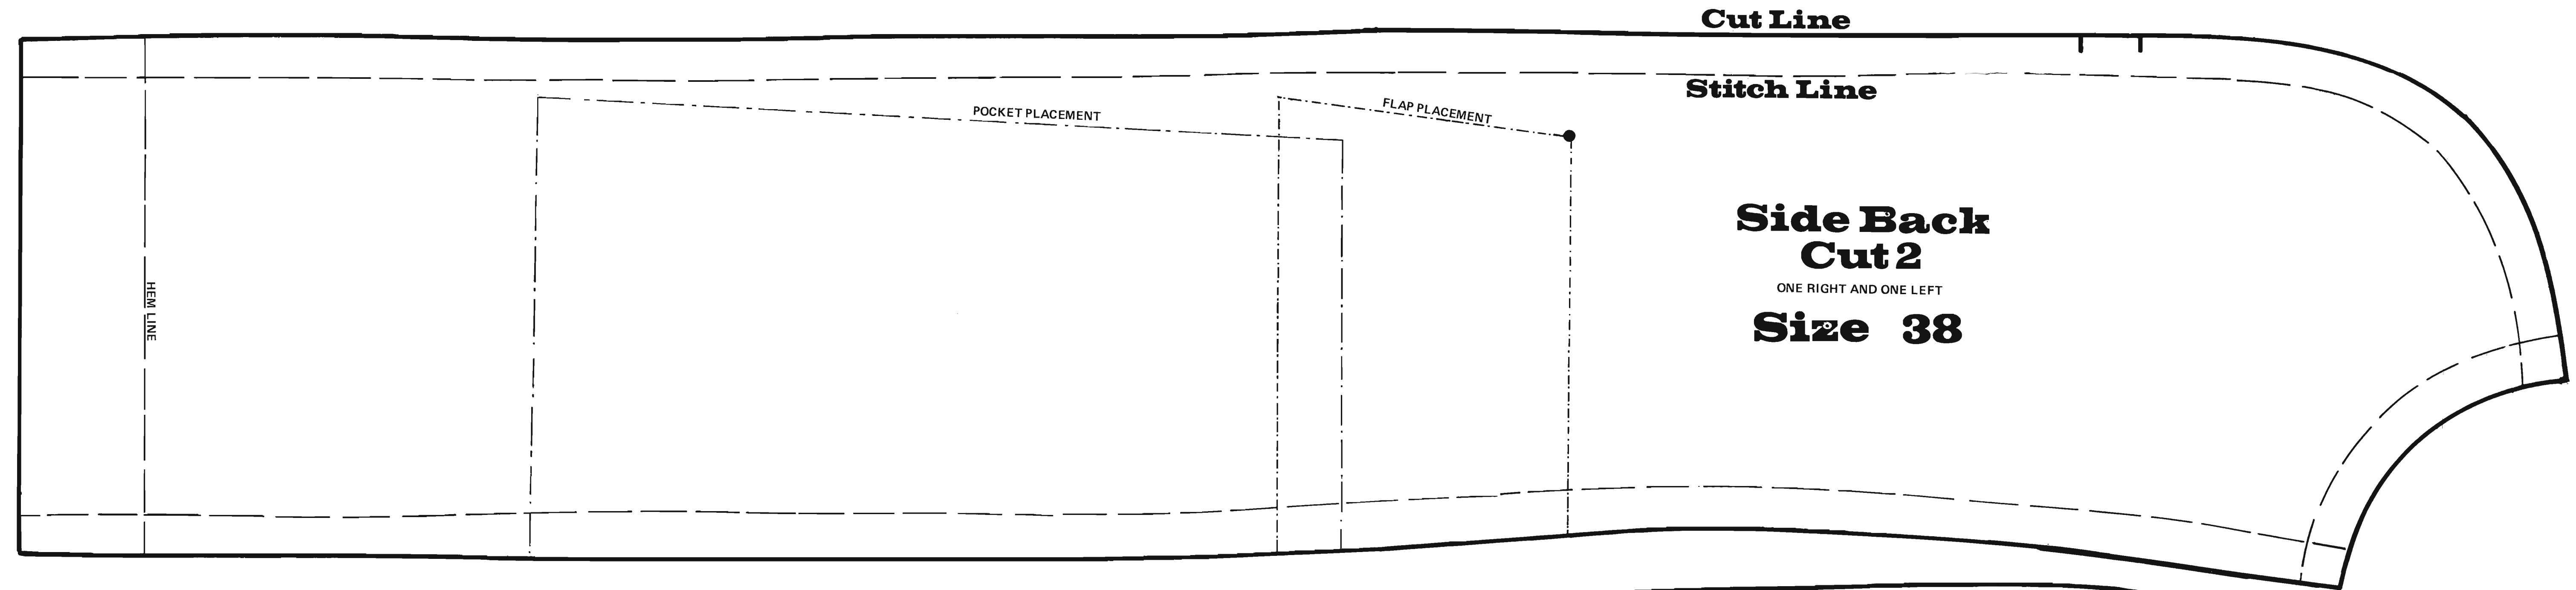 Cut Line
Stitch Line
POCKET PLACEMENT
FLAP PLACEMENT
Side Back
Cut 2
ONE RIGHT AND ONE LEFT
Size 38
HEM LINE